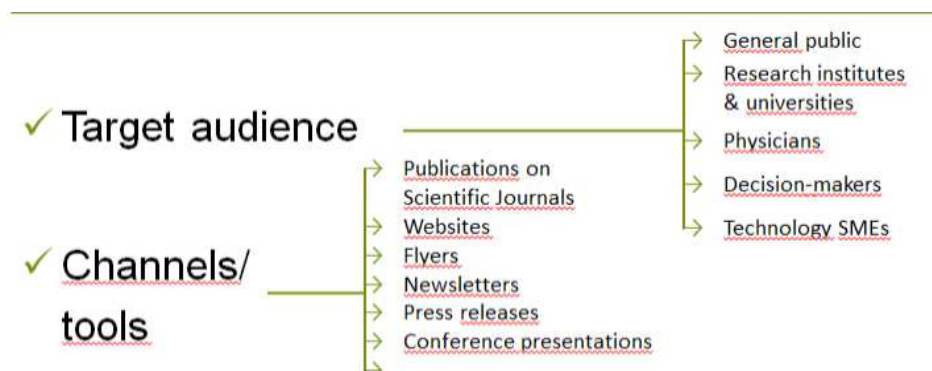 General public
Research institutes
& universities
Target audience
Physicians
Publications on
Scientific Journals
Decision-makers
Websites
Technology SMEs
Channels/
tools
Flyers
Newsletters
Press releases
Conference presentations